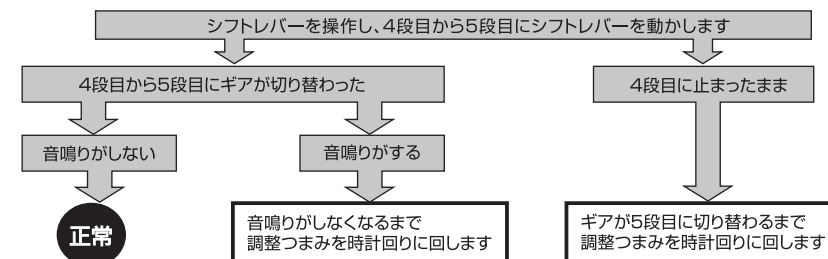 シフトレバーを操作し、4段目から5段目にシフトレバーを動かします
4段目から5段目にギアが切り替わった
4段目に止まったまま
音鳴りがしない
音鳴りがする
正常
音鳴りがしなくなるまで
調整つまみを時計回りに回します
ギアが5段目に切り替わるまで
調整つまみを時計回りに回します